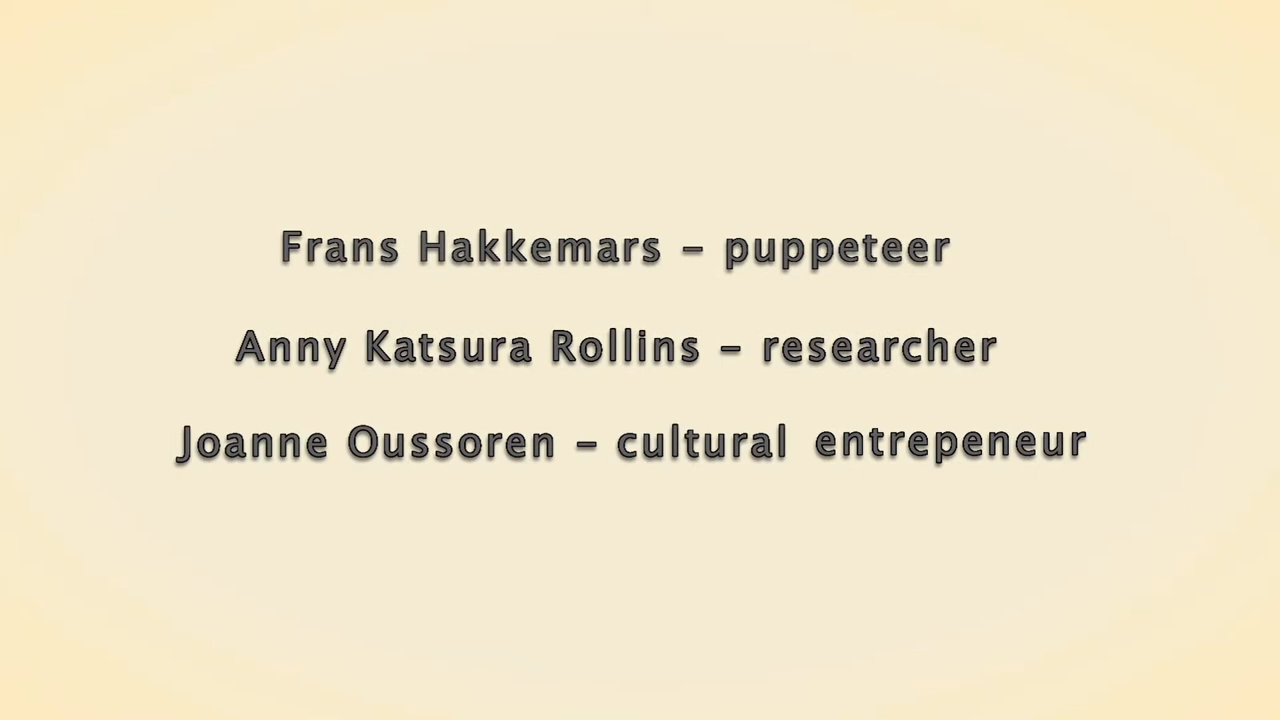 Frans Hakkemars – puppeteer
Anny Katsura Rollins – researcher
Joanne Oussoren – cultural entrepeneur